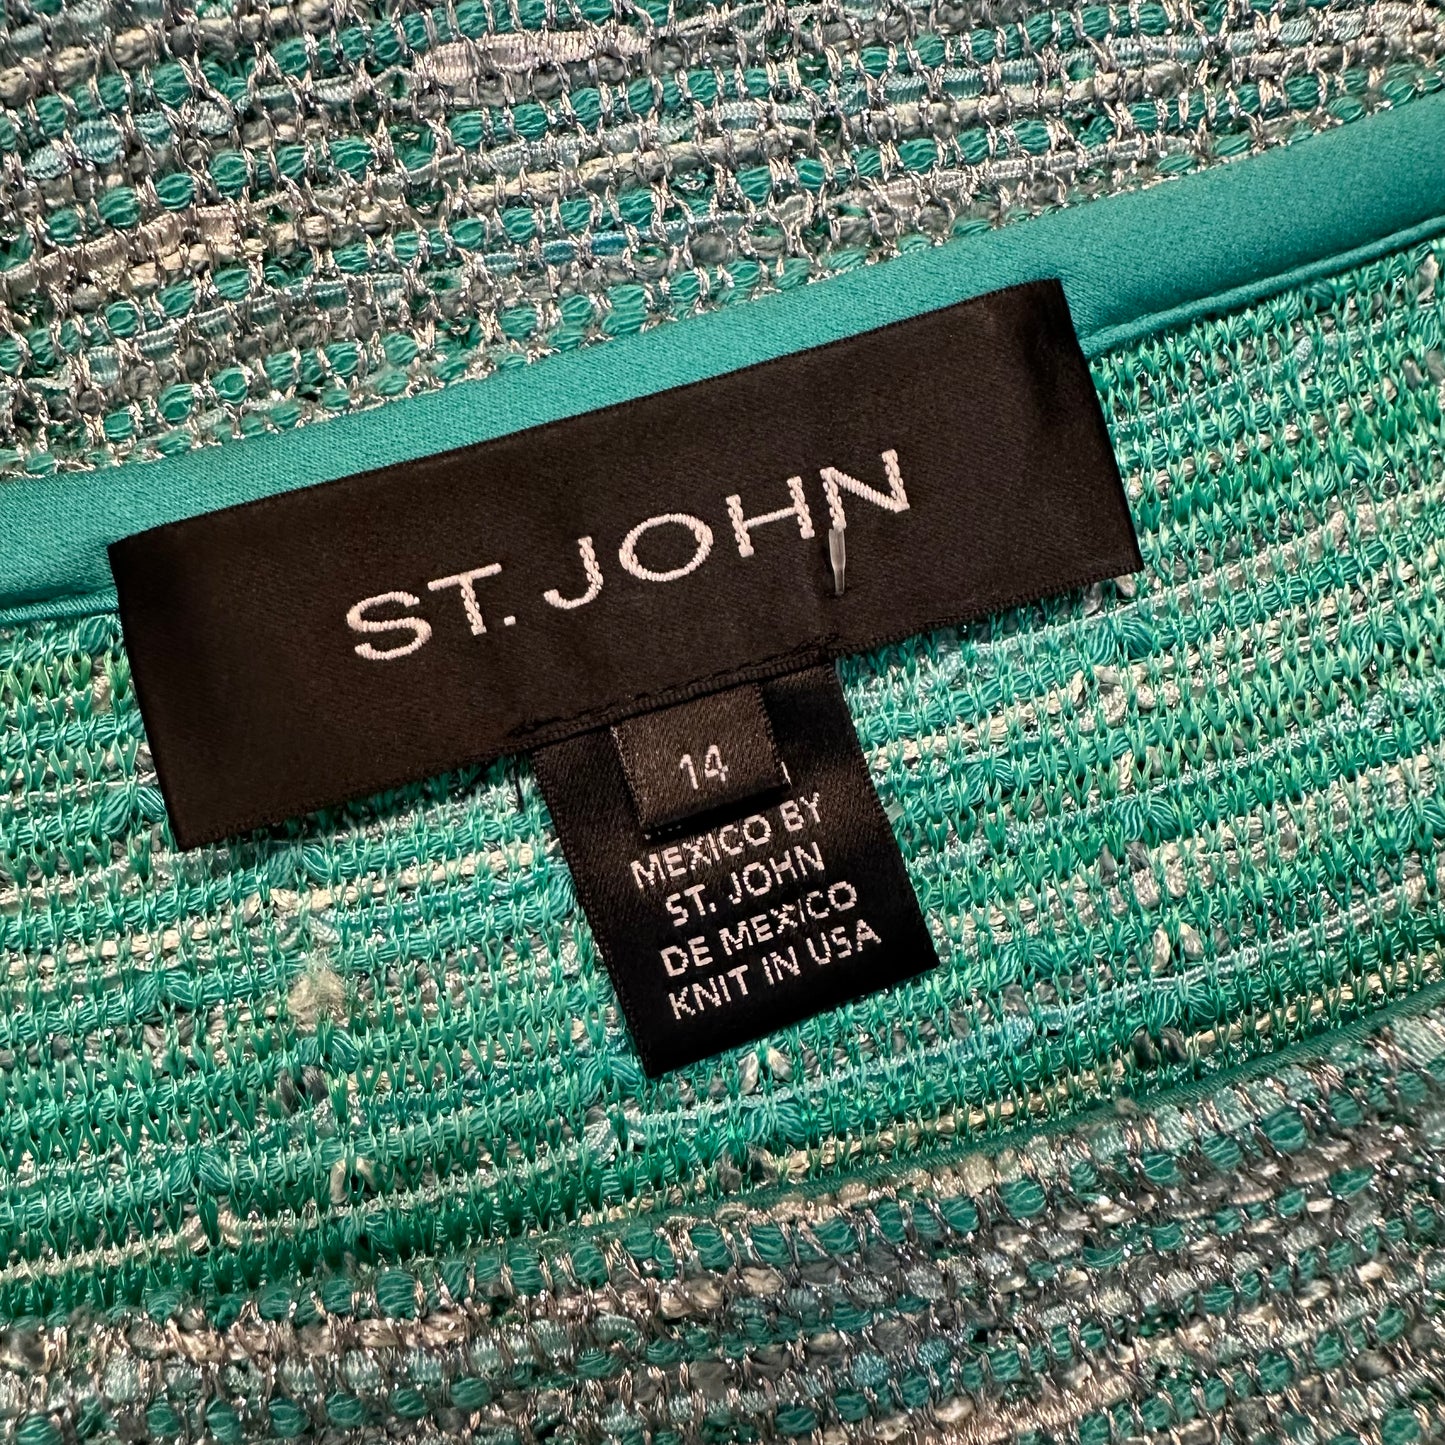 ST. JOHN
14
MEXICO BY
ST. JOHN
DE MEXICO
KNIT IN USA